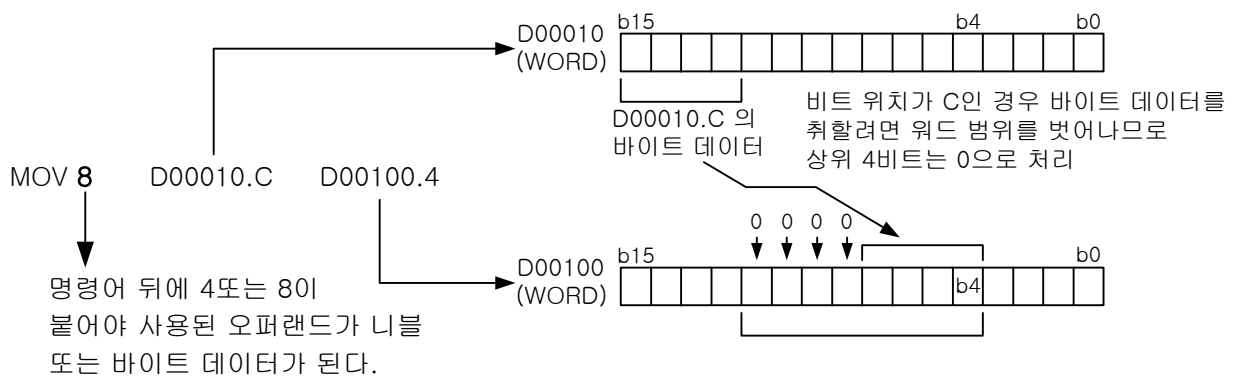 D00010
(WORD)
b15 b4 b0
D00010.C 의
바이트 데이터
비트 위치가 C인 경우 바이트 데이터를
취할려면 워드 범위를 벗어나므로
상위 4비트는 0으로 처리
MOV 8 D00010.C D00100.4
0 0 0 0
D00100
(WORD)
b15 b0
b4
명령어 뒤에 4또는 8이
붙어야 사용된 오퍼랜드가 니블
또는 바이트 데이터가 된다.